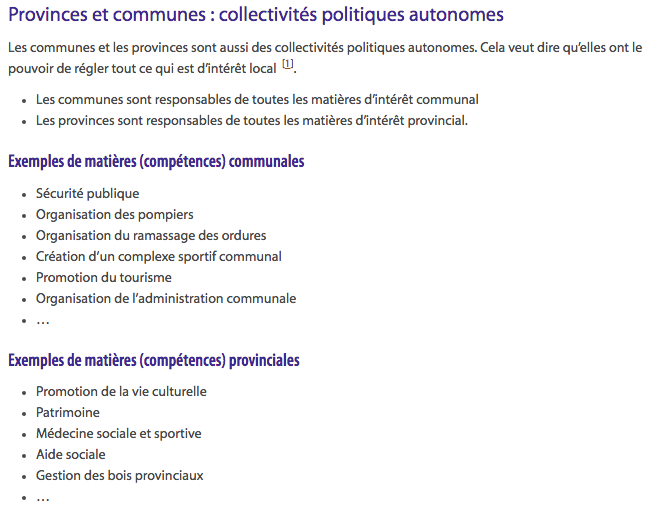 Provinces et communes : collectivités politiques autonomes
Les communes et les provinces sont aussi des collectivités politiques autonomes. Cela veut dire qu’elles ont le
pouvoir de régler tout ce qui est d’intérêt local [1].
• Les communes sont responsables de toutes les matières d’intérêt communal
• Les provinces sont responsables de toutes les matières d’intérêt provincial.
Exemples de matières (compétences) communales
• Sécurité publique
• Organisation des pompiers
• Organisation du ramassage des ordures
• Création d’un complexe sportif communal
• Promotion du tourisme
• Organisation de l’administration communale
• …
Exemples de matières (compétences) provinciales
• Promotion de la vie culturelle
• Patrimoine
• Médecine sociale et sportive
• Aide sociale
• Gestion des bois provinciaux
• …